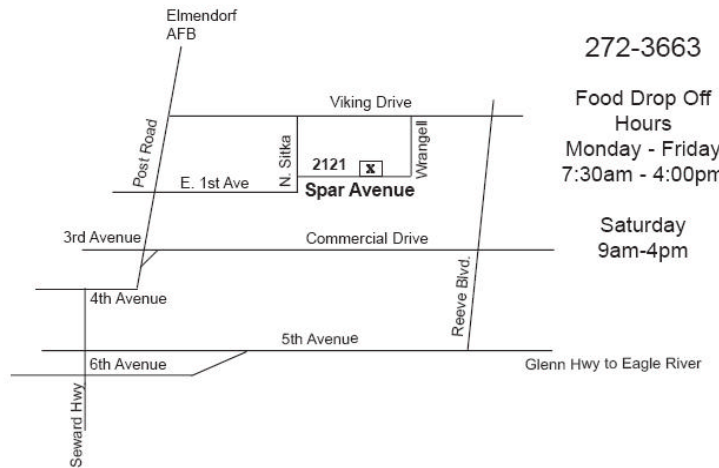 Elmendorf
AFB
272-3663
Food Drop Off
Hours
Monday - Friday
7:30am - 4:00pm
Saturday
9am-4pm
Viking Drive
Post Road
N. Sitka
2121
x
Wrangell
E. 1st Ave
Spar Avenue
3rd Avenue
Commercial Drive
Reeve Blvd.
4th Avenue
5th Avenue
6th Avenue
Glenn Hwy to Eagle River
Seward Hwy